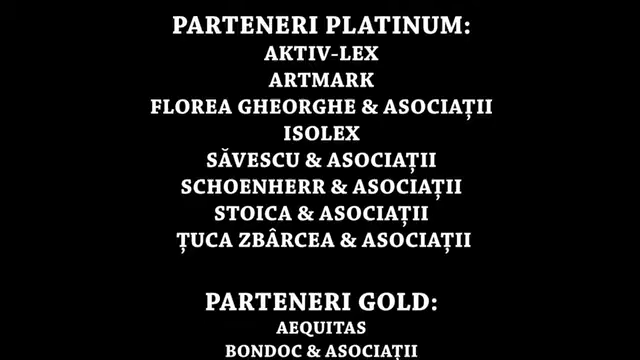 PARTENERI PLATINUM:
AKTIV-LEX
ARTMARK
FLOREA GHEORGHE & ASOCIAȚII
ISOLEX
SĂVESCU & ASOCIAȚII
SCHOENHERR & ASOCIAȚII
STOICA & ASOCIAȚII
ȚUCA ZBÂRCEA & ASOCIAȚII
PARTENERI GOLD:
AEQUITAS
BONDOC & ASOCIAȚII